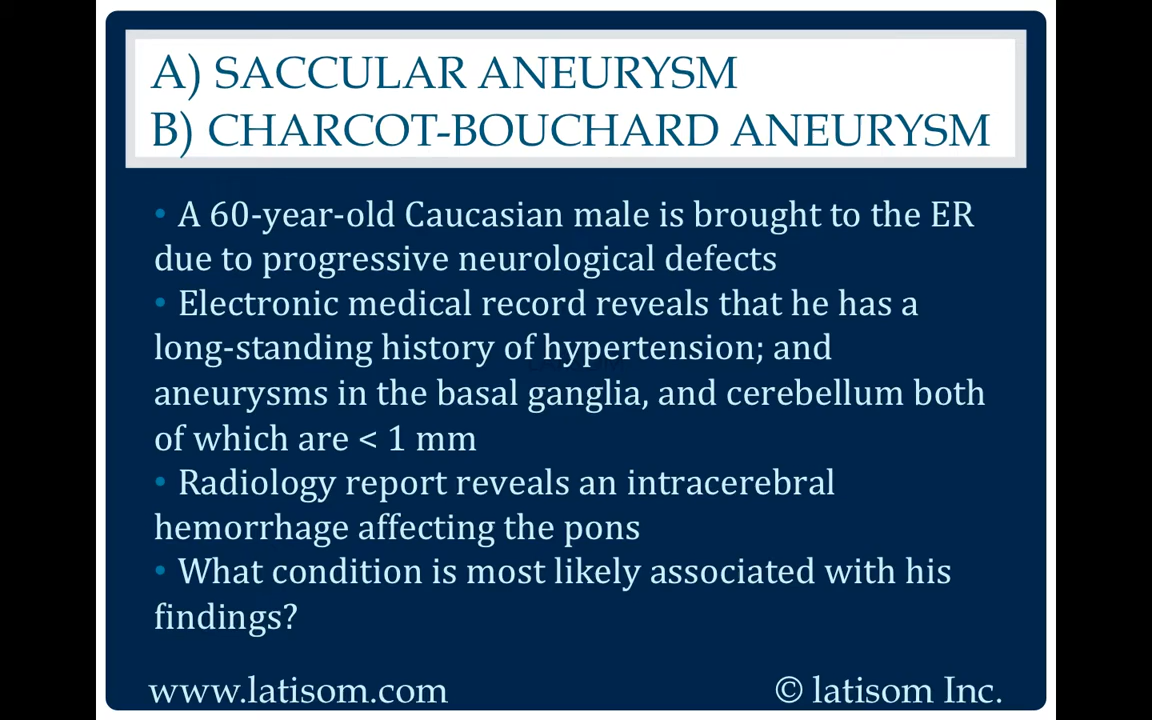 A) SACCULAR ANEURYSM
B) CHARCOT-BOUCHARD ANEURYSM
• A 60-year-old Caucasian male is brought to the ER
due to progressive neurological defects
• Electronic medical record reveals that he has a
long-standing history of hypertension; and
aneurysms in the basal ganglia, and cerebellum both
of which are < 1 mm
• Radiology report reveals an intracerebral
hemorrhage affecting the pons
• What condition is most likely associated with his
findings?
www.latisom.com © latisom Inc.